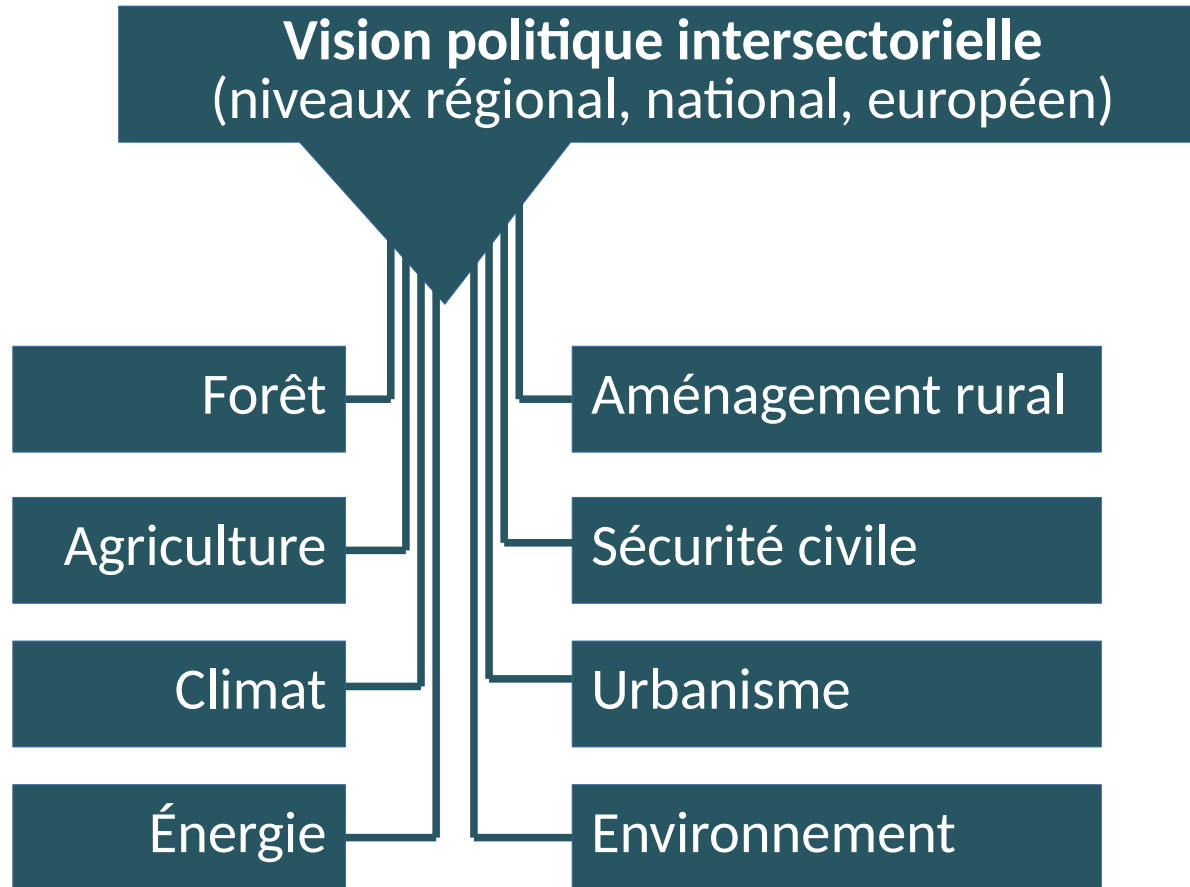 Vision politique intersectorielle
(niveaux régional, national, européen)
Forêt
Aménagement rural
Agriculture
Sécurité civile
Climat
Urbanisme
Énergie
Environnement